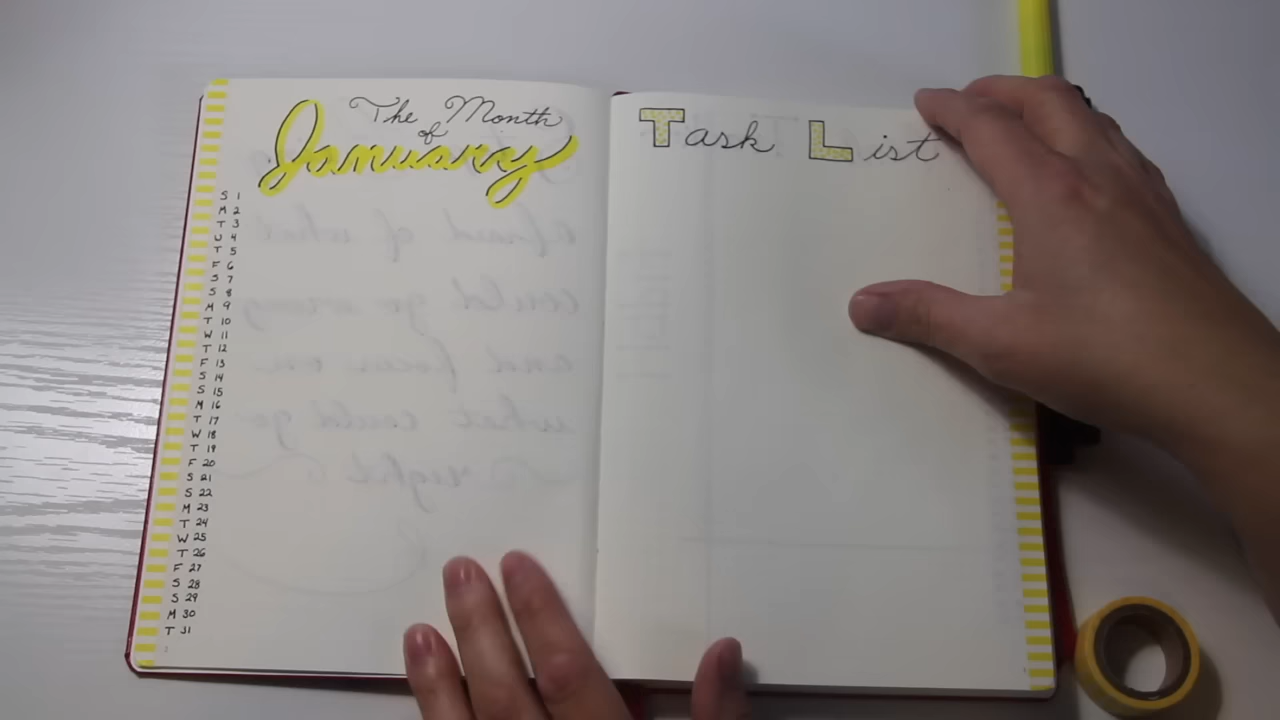 The Month
of
January
S 1
M 2
T 3
W 4
T 5
F 6
S 7
S 8
M 9
T 10
W 11
T 12
F 13
S 14
S 15
M 16
T 17
W 18
T 19
F 20
S 21
S 22
M 23
T 24
W 25
T 26
F 27
S 28
S 29
M 30
T 31
Task List